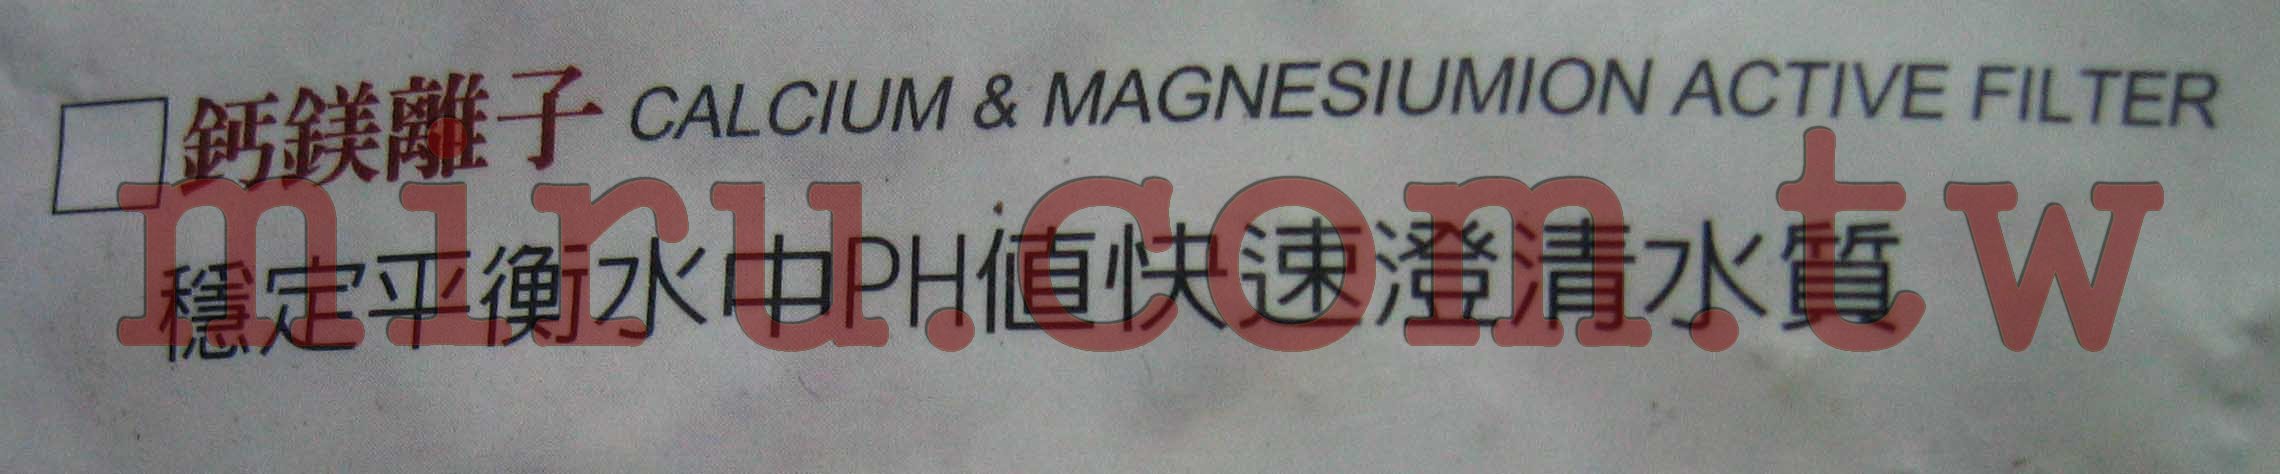 鈣鎂離子 CALCIUM & MAGNESIUMION ACTIVE FILTER
穩定平衡水中PH值快速澄清水質
miru.com.tw